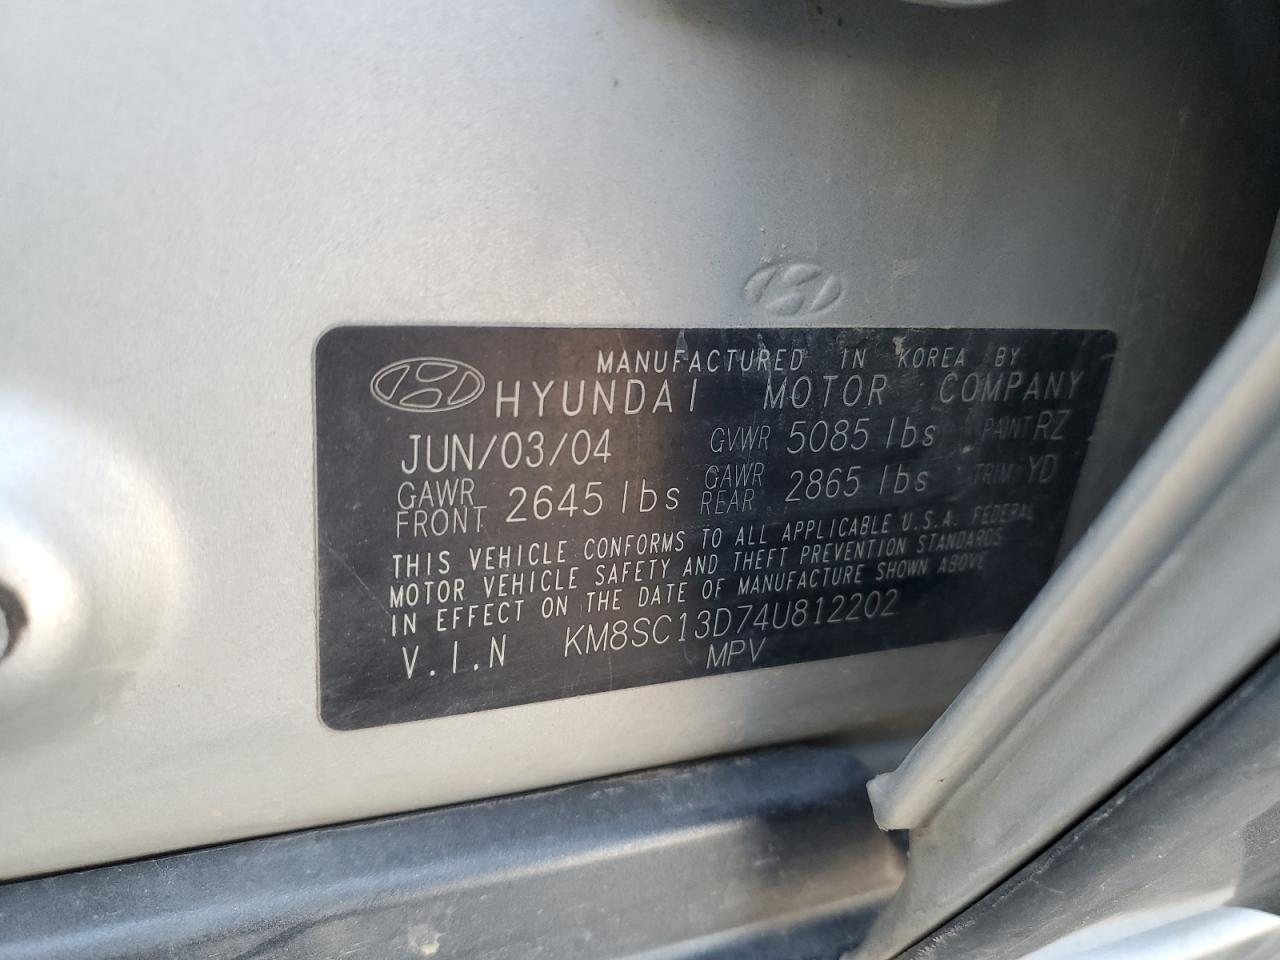 MANUFACTURED IN KOREA BY
HYUNDAI MOTOR COMPANY
JUN/03/04 GVWR 5085 lbs PAINT RZ
GAWR FRONT 2645 lbs GAWR REAR 2865 lbs TRIM YD
THIS VEHICLE CONFORMS TO ALL APPLICABLE U.S.A. FEDERAL
MOTOR VEHICLE SAFETY AND THEFT PREVENTION STANDARDS
IN EFFECT ON THE DATE OF MANUFACTURE SHOWN ABOVE
V.I.N KM8SC13D74U812202
MPV